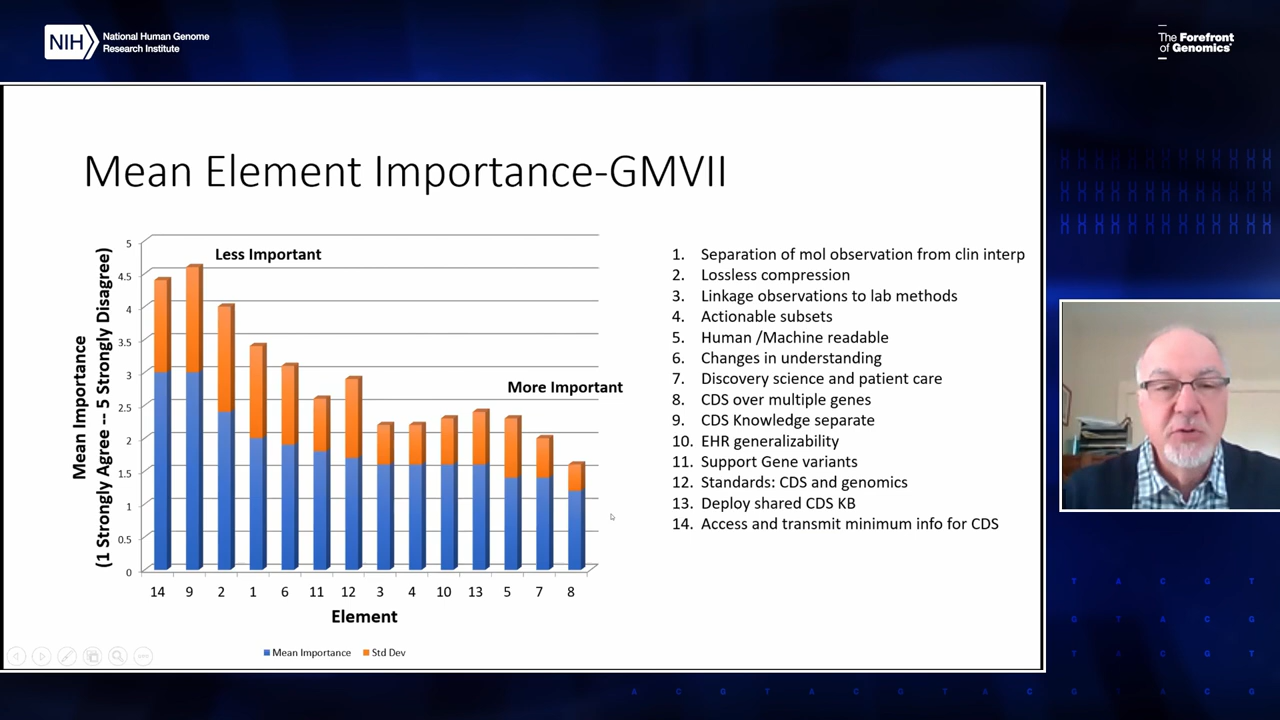 NIH National Human Genome
Research Institute
The Forefront
of Genomics®
Mean Element Importance-GMVII
Mean Importance
(1 Strongly Agree -- 5 Strongly Disagree)
5
4.5
4
3.5
3
2.5
2
1.5
1
0.5
0
Less Important
More Important
14 9 2 1 6 11 12 3 4 10 13 5 7 8
Element
Mean Importance Std Dev
1. Separation of mol observation from clin interp
2. Lossless compression
3. Linkage observations to lab methods
4. Actionable subsets
5. Human /Machine readable
6. Changes in understanding
7. Discovery science and patient care
8. CDS over multiple genes
9. CDS Knowledge separate
10. EHR generalizability
11. Support Gene variants
12. Standards: CDS and genomics
13. Deploy shared CDS KB
14. Access and transmit minimum info for CDS
T A C G T
G T A C G
T A C G T
A C G T A C G T A C G T A C G